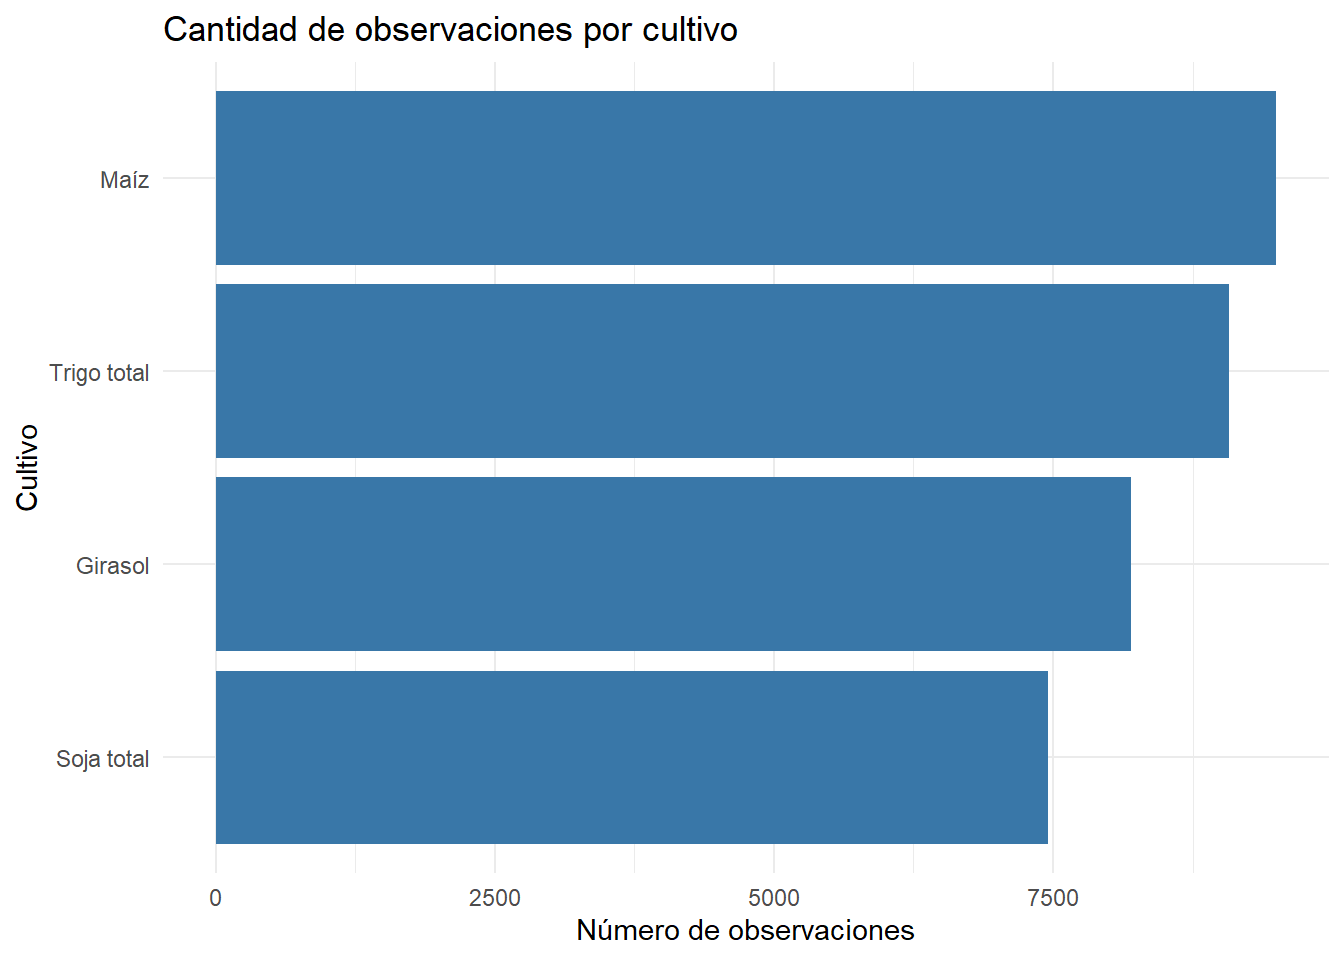 Cantidad de observaciones por cultivo
Maíz
Trigo total
Girasol
Soja total
Cultivo
0 2500 5000 7500
Número de observaciones